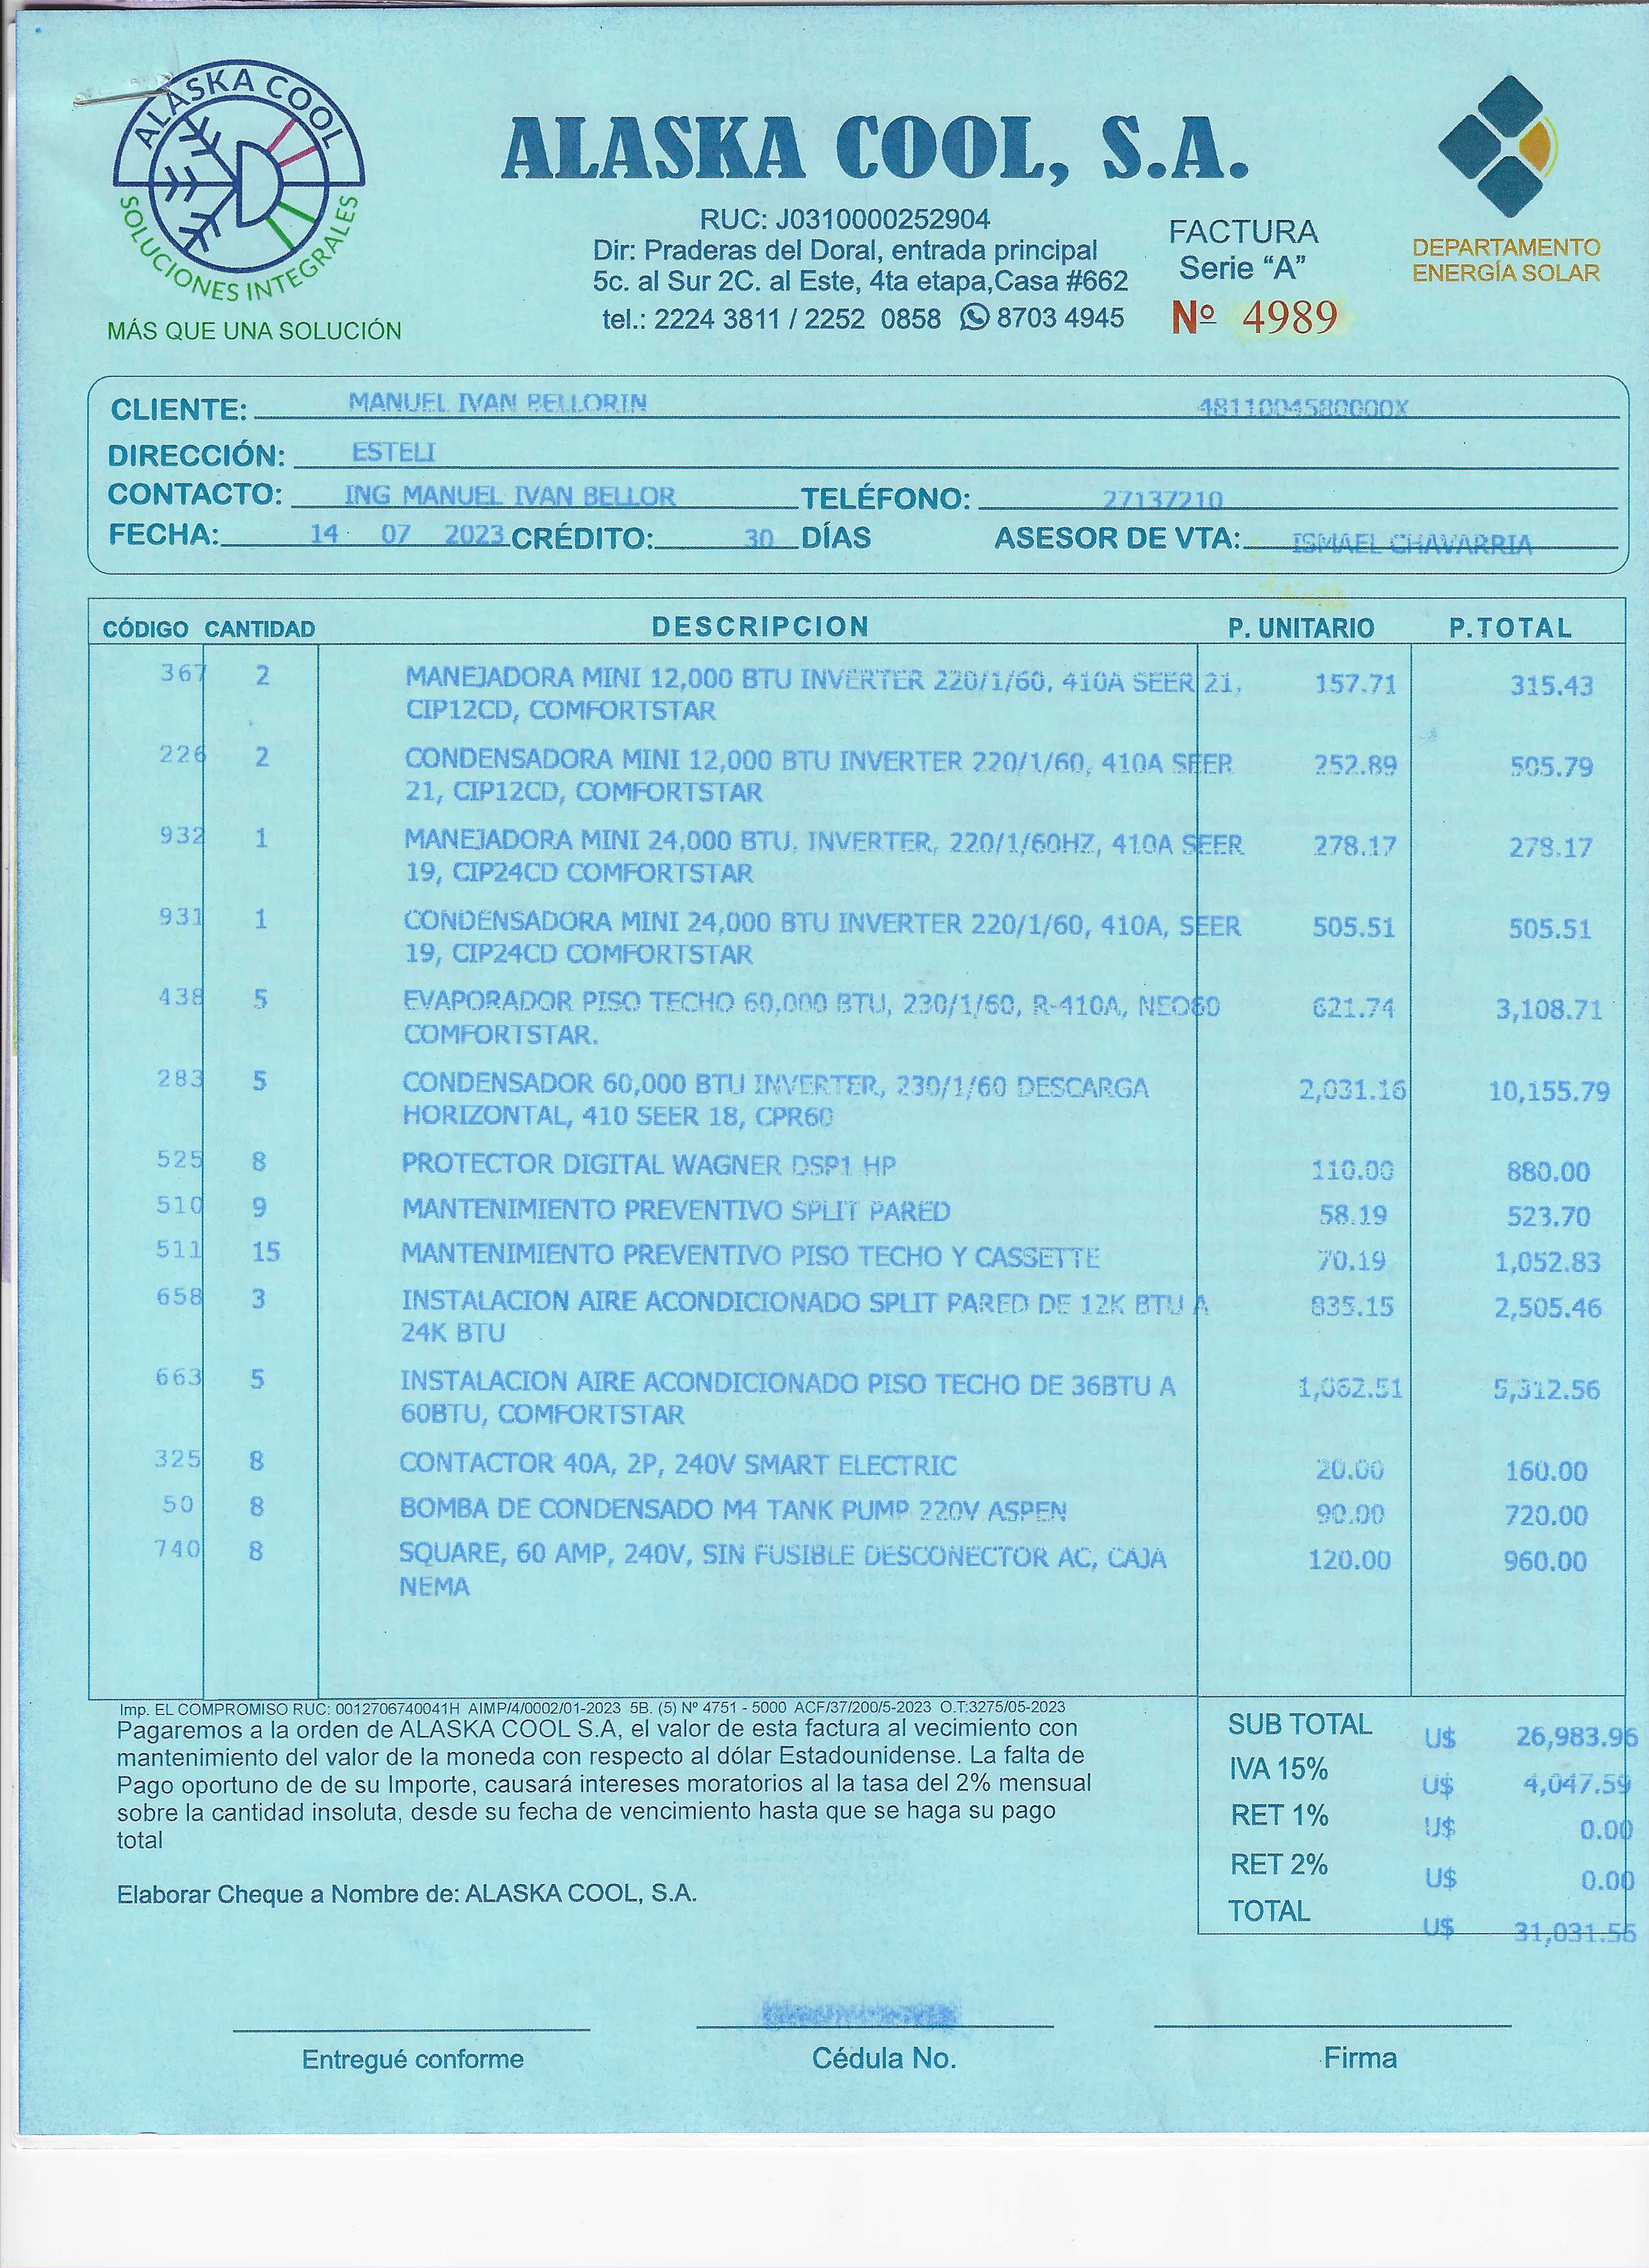 ALASKA COOL
SOLUCIONES INTEGRALES
MÁS QUE UNA SOLUCIÓN
ALASKA COOL, S.A.
RUC: J0310000252904
Dir: Praderas del Doral, entrada principal
5c. al Sur 2C. al Este, 4ta etapa,Casa #662
tel.: 2224 3811 / 2252 0858 8703 4945
FACTURA
Serie “A”
Nº 4989
DEPARTAMENTO
ENERGÍA SOLAR
CLIENTE: MANUEL IVAN BELLORIN 4811004580000X
DIRECCIÓN: ESTELI
CONTACTO: ING MANUEL IVAN BELLOR TELÉFONO: 27137210
FECHA: 14 07 2023 CRÉDITO: 30 DÍAS ASESOR DE VTA: ISMAEL CHAVARRIA
CÓDIGO CANTIDAD DESCRIPCION P. UNITARIO P.TOTAL
367 2 MANEJADORA MINI 12,000 BTU INVERTER 220/1/60, 410A SEER 21, 157.71 315.43
CIP12CD, COMFORTSTAR
226 2 CONDENSADORA MINI 12,000 BTU INVERTER 220/1/60, 410A SEER 252.89 505.79
21, CIP12CD, COMFORTSTAR
932 1 MANEJADORA MINI 24,000 BTU, INVERTER, 220/1/60HZ, 410A SEER 278.17 278.17
19, CIP24CD COMFORTSTAR
931 1 CONDENSADORA MINI 24,000 BTU INVERTER 220/1/60, 410A, SEER 505.51 505.51
19, CIP24CD COMFORTSTAR
438 5 EVAPORADOR PISO TECHO 60,000 BTU, 230/1/60, R-410A, NEO60 621.74 3,108.71
COMFORTSTAR.
283 5 CONDENSADOR 60,000 BTU INVERTER, 230/1/60 DESCARGA 2,031.16 10,155.79
HORIZONTAL, 410 SEER 18, CPR60
525 8 PROTECTOR DIGITAL WAGNER DSP1 HP 110.00 880.00
510 9 MANTENIMIENTO PREVENTIVO SPLIT PARED 58.19 523.70
511 15 MANTENIMIENTO PREVENTIVO PISO TECHO Y CASSETTE 70.19 1,052.83
658 3 INSTALACION AIRE ACONDICIONADO SPLIT PARED DE 12K BTU A 835.15 2,505.46
24K BTU
663 5 INSTALACION AIRE ACONDICIONADO PISO TECHO DE 36BTU A 1,062.51 5,312.56
60BTU, COMFORTSTAR
325 8 CONTACTOR 40A, 2P, 240V SMART ELECTRIC 20.00 160.00
50 8 BOMBA DE CONDENSADO M4 TANK PUMP 220V ASPEN 90.00 720.00
740 8 SQUARE, 60 AMP, 240V, SIN FUSIBLE DESCONECTOR AC, CAJA 120.00 960.00
NEMA
Imp. EL COMPROMISO RUC: 0012706740041H AIMP/4/0002/01-2023 5B. (5) Nº 4751 - 5000 ACF/37/200/5-2023 O.T:3275/05-2023
Pagaremos a la orden de ALASKA COOL S.A, el valor de esta factura al vecimiento con
mantenimiento del valor de la moneda con respecto al dólar Estadounidense. La falta de
Pago oportuno de de su Importe, causará intereses moratorios al la tasa del 2% mensual
sobre la cantidad insoluta, desde su fecha de vencimiento hasta que se haga su pago
total
Elaborar Cheque a Nombre de: ALASKA COOL, S.A.
SUB TOTAL U$ 26,983.96
IVA 15% U$ 4,047.59
RET 1% U$ 0.00
RET 2% U$ 0.00
TOTAL U$ 31,031.56
Entregué conforme
Cédula No.
Firma